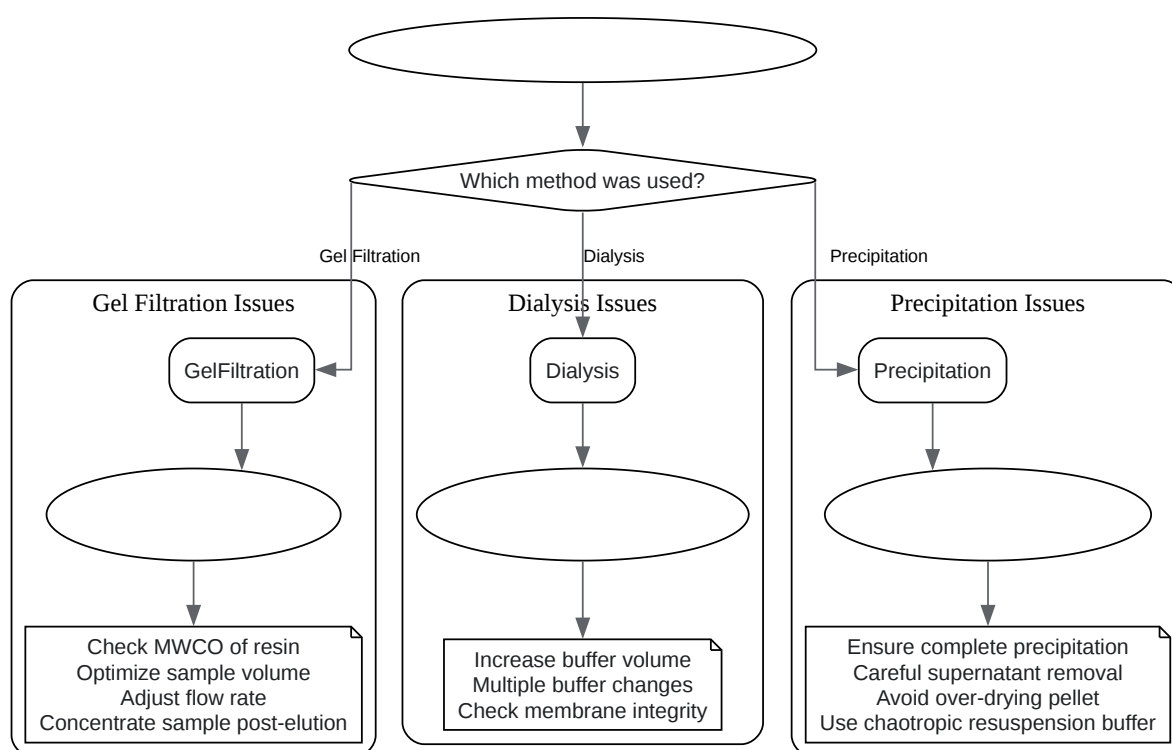 Which method was used?
Gel Filtration
Dialysis
Precipitation
Gel Filtration Issues
Dialysis Issues
Precipitation Issues
GelFiltration
Dialysis
Precipitation
Check MWCO of resin
Optimize sample volume
Adjust flow rate
Concentrate sample post-elution
Increase buffer volume
Multiple buffer changes
Check membrane integrity
Ensure complete precipitation
Careful supernatant removal
Avoid over-drying pellet
Use chaotropic resuspension buffer